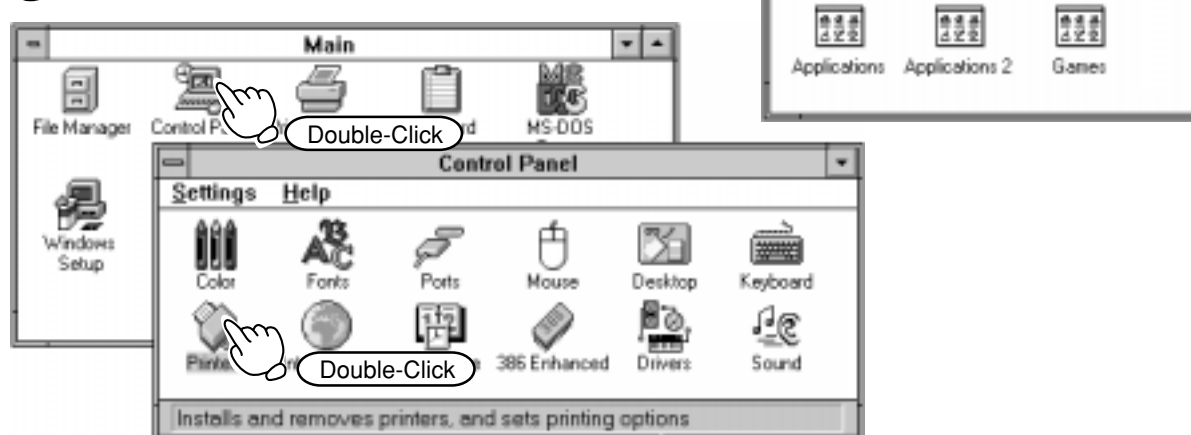 Applications Applications 2 Games
Main
File Manager Control P
Double-Click
rd MS-DOS
Control Panel
Settings Help
Windows
Setup
Color Fonts Ports Mouse Desktop Keyboard
Printe
Double-Click
e 386 Enhanced Drivers Sound
Installs and removes printers, and sets printing options